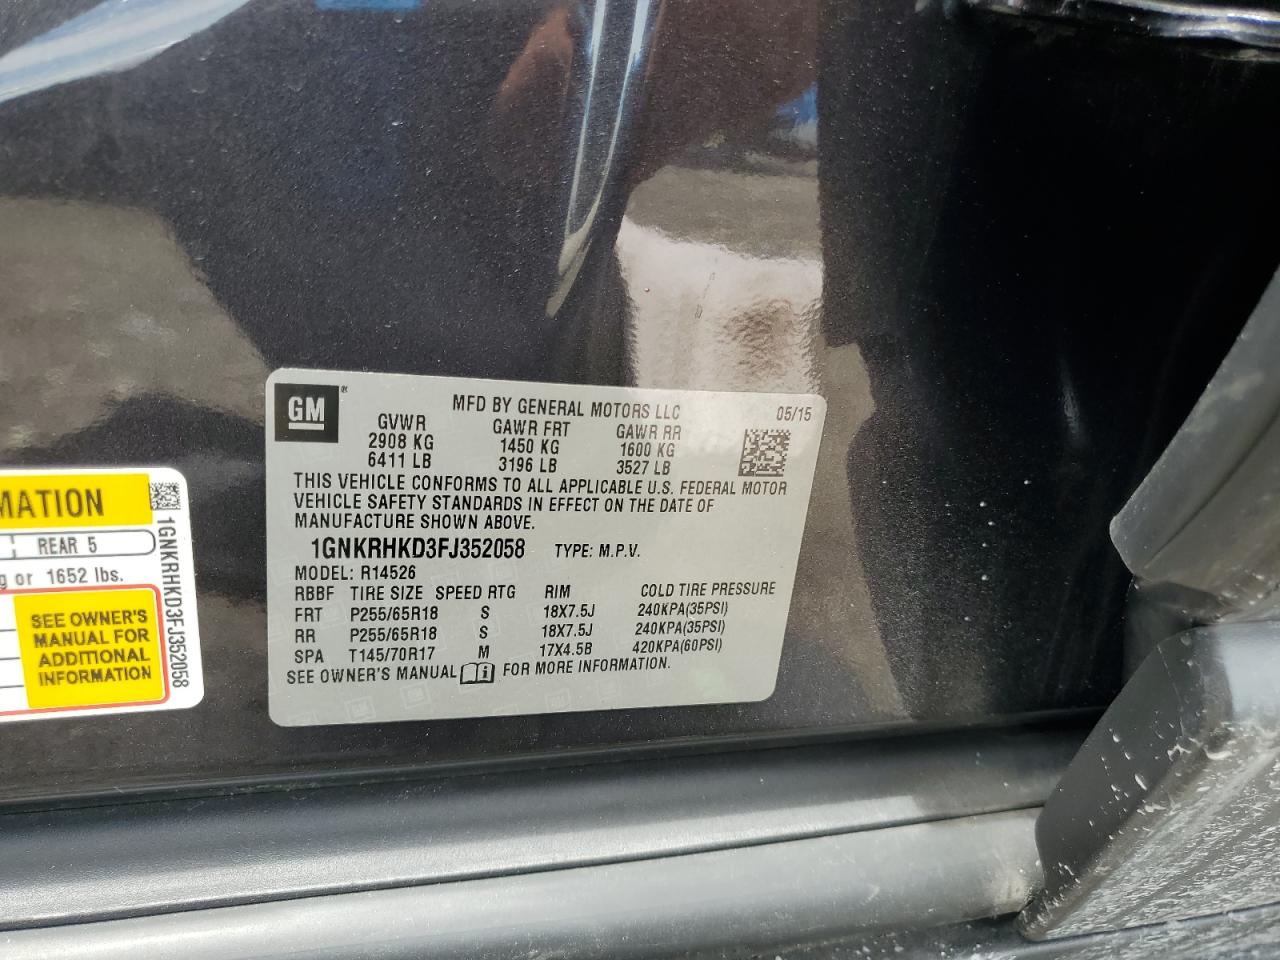 GM®
MFD BY GENERAL MOTORS LLC 05/15
GVWR GAWR FRT GAWR RR
2908 KG 1450 KG 1600 KG
6411 LB 3196 LB 3527 LB
THIS VEHICLE CONFORMS TO ALL APPLICABLE U.S. FEDERAL MOTOR
VEHICLE SAFETY STANDARDS IN EFFECT ON THE DATE OF
MANUFACTURE SHOWN ABOVE.
1GNKRHKD3FJ352058 TYPE: M.P.V.
MODEL: R14526
RBBF TIRE SIZE SPEED RTG RIM COLD TIRE PRESSURE
FRT P255/65R18 S 18X7.5J 240KPA(35PSI)
RR P255/65R18 S 18X7.5J 240KPA(35PSI)
SPA T145/70R17 M 17X4.5B 420KPA(60PSI)
SEE OWNER'S MANUAL i FOR MORE INFORMATION.
MATION
REAR 5
g or 1652 lbs.
SEE OWNER'S
MANUAL FOR
ADDITIONAL
INFORMATION
1GNKRHKD3FJ352058